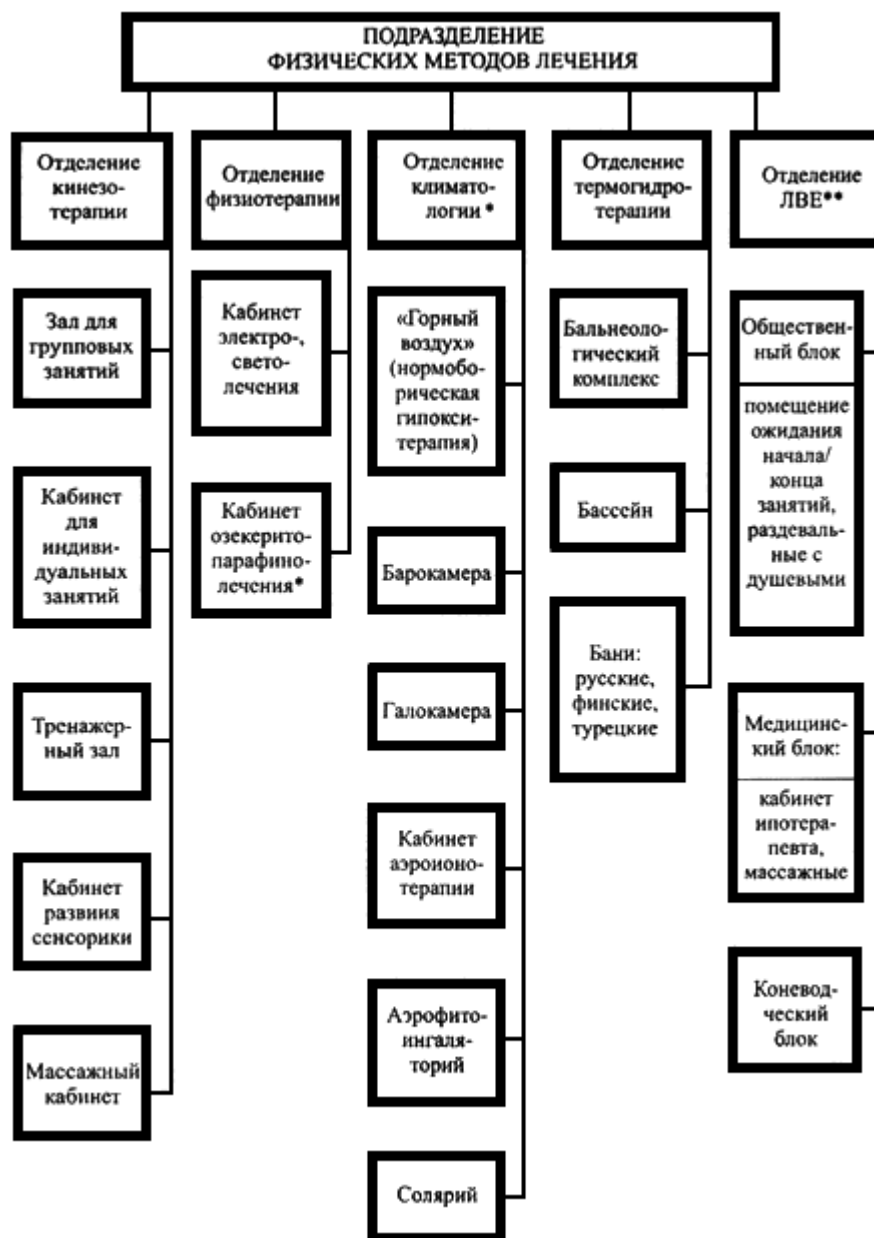 ПОДРАЗДЕЛЕНИЕ
ФИЗИЧЕСКИХ МЕТОДОВ ЛЕЧЕНИЯ
Отделение
кинезо-
терапии
Зал для
групповых
занятий
Кабинет
для
индиви-
дуальных
занятий
Тренажер-
ный зал
Кабинет
развиия
сенсорики
Массажный
кабинет
Отделение
физиотерапии
Кабинет
электро-,
свето-
лечения
Кабинет
озекерито-
парафино-
лечения*
Отделение
климато-
логии *
«Горный
воздух»
(нормобо-
рическая
гипокси-
терапия)
Барокамера
Галокамера
Кабинет
аэроионо-
терапии
Аэрофито-
ингаля-
торий
Солярий
Отделение
термогидро-
терапии
Бальнеоло-
гический
комплекс
Бассейн
Бани:
русские,
финские,
турецкие
Отделение
ЛВЕ**
Обществен-
ный блок
помещение
ожидания
начала/
конца
занятий,
раздеваль-
ные с
душевыми
Медицинс-
кий блок:
кабинет
ипотера-
певта,
массажные
Коневод-
ческий
блок